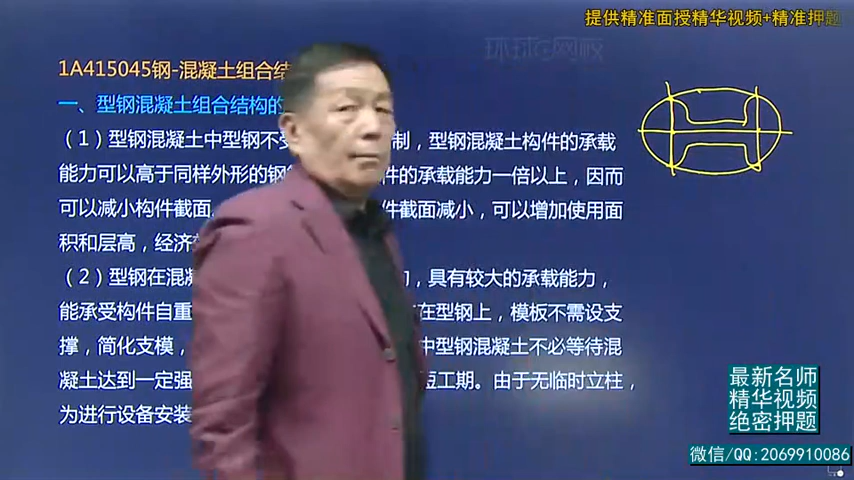 提供精准面授精华视频+精准押题
环球网校
1A415045钢-混凝土组合结
一、型钢混凝土组合结构的
（1）型钢混凝土中型钢不受 制，型钢混凝土构件的承载
能力可以高于同样外形的钢 件的承载能力一倍以上，因而
可以减小构件截面 件截面减小，可以增加使用面
积和层高，经济
（2）型钢在混凝 具有较大的承载能力，
能承受构件自重 在型钢上，模板不需设支
撑，简化支模， 中型钢混凝土不必等待混
凝土达到一定强 短工期。由于无临时立柱，
为进行设备安装
最新名师
精华视频
绝密押题
微信/QQ:2069910086